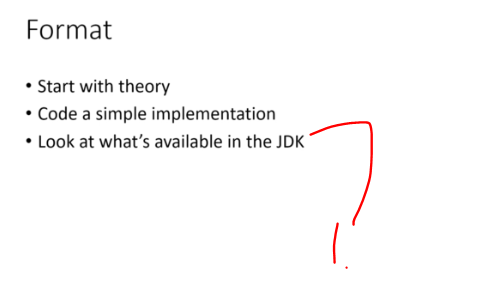 Format
• Start with theory
• Code a simple implementation
• Look at what's available in the JDK
?